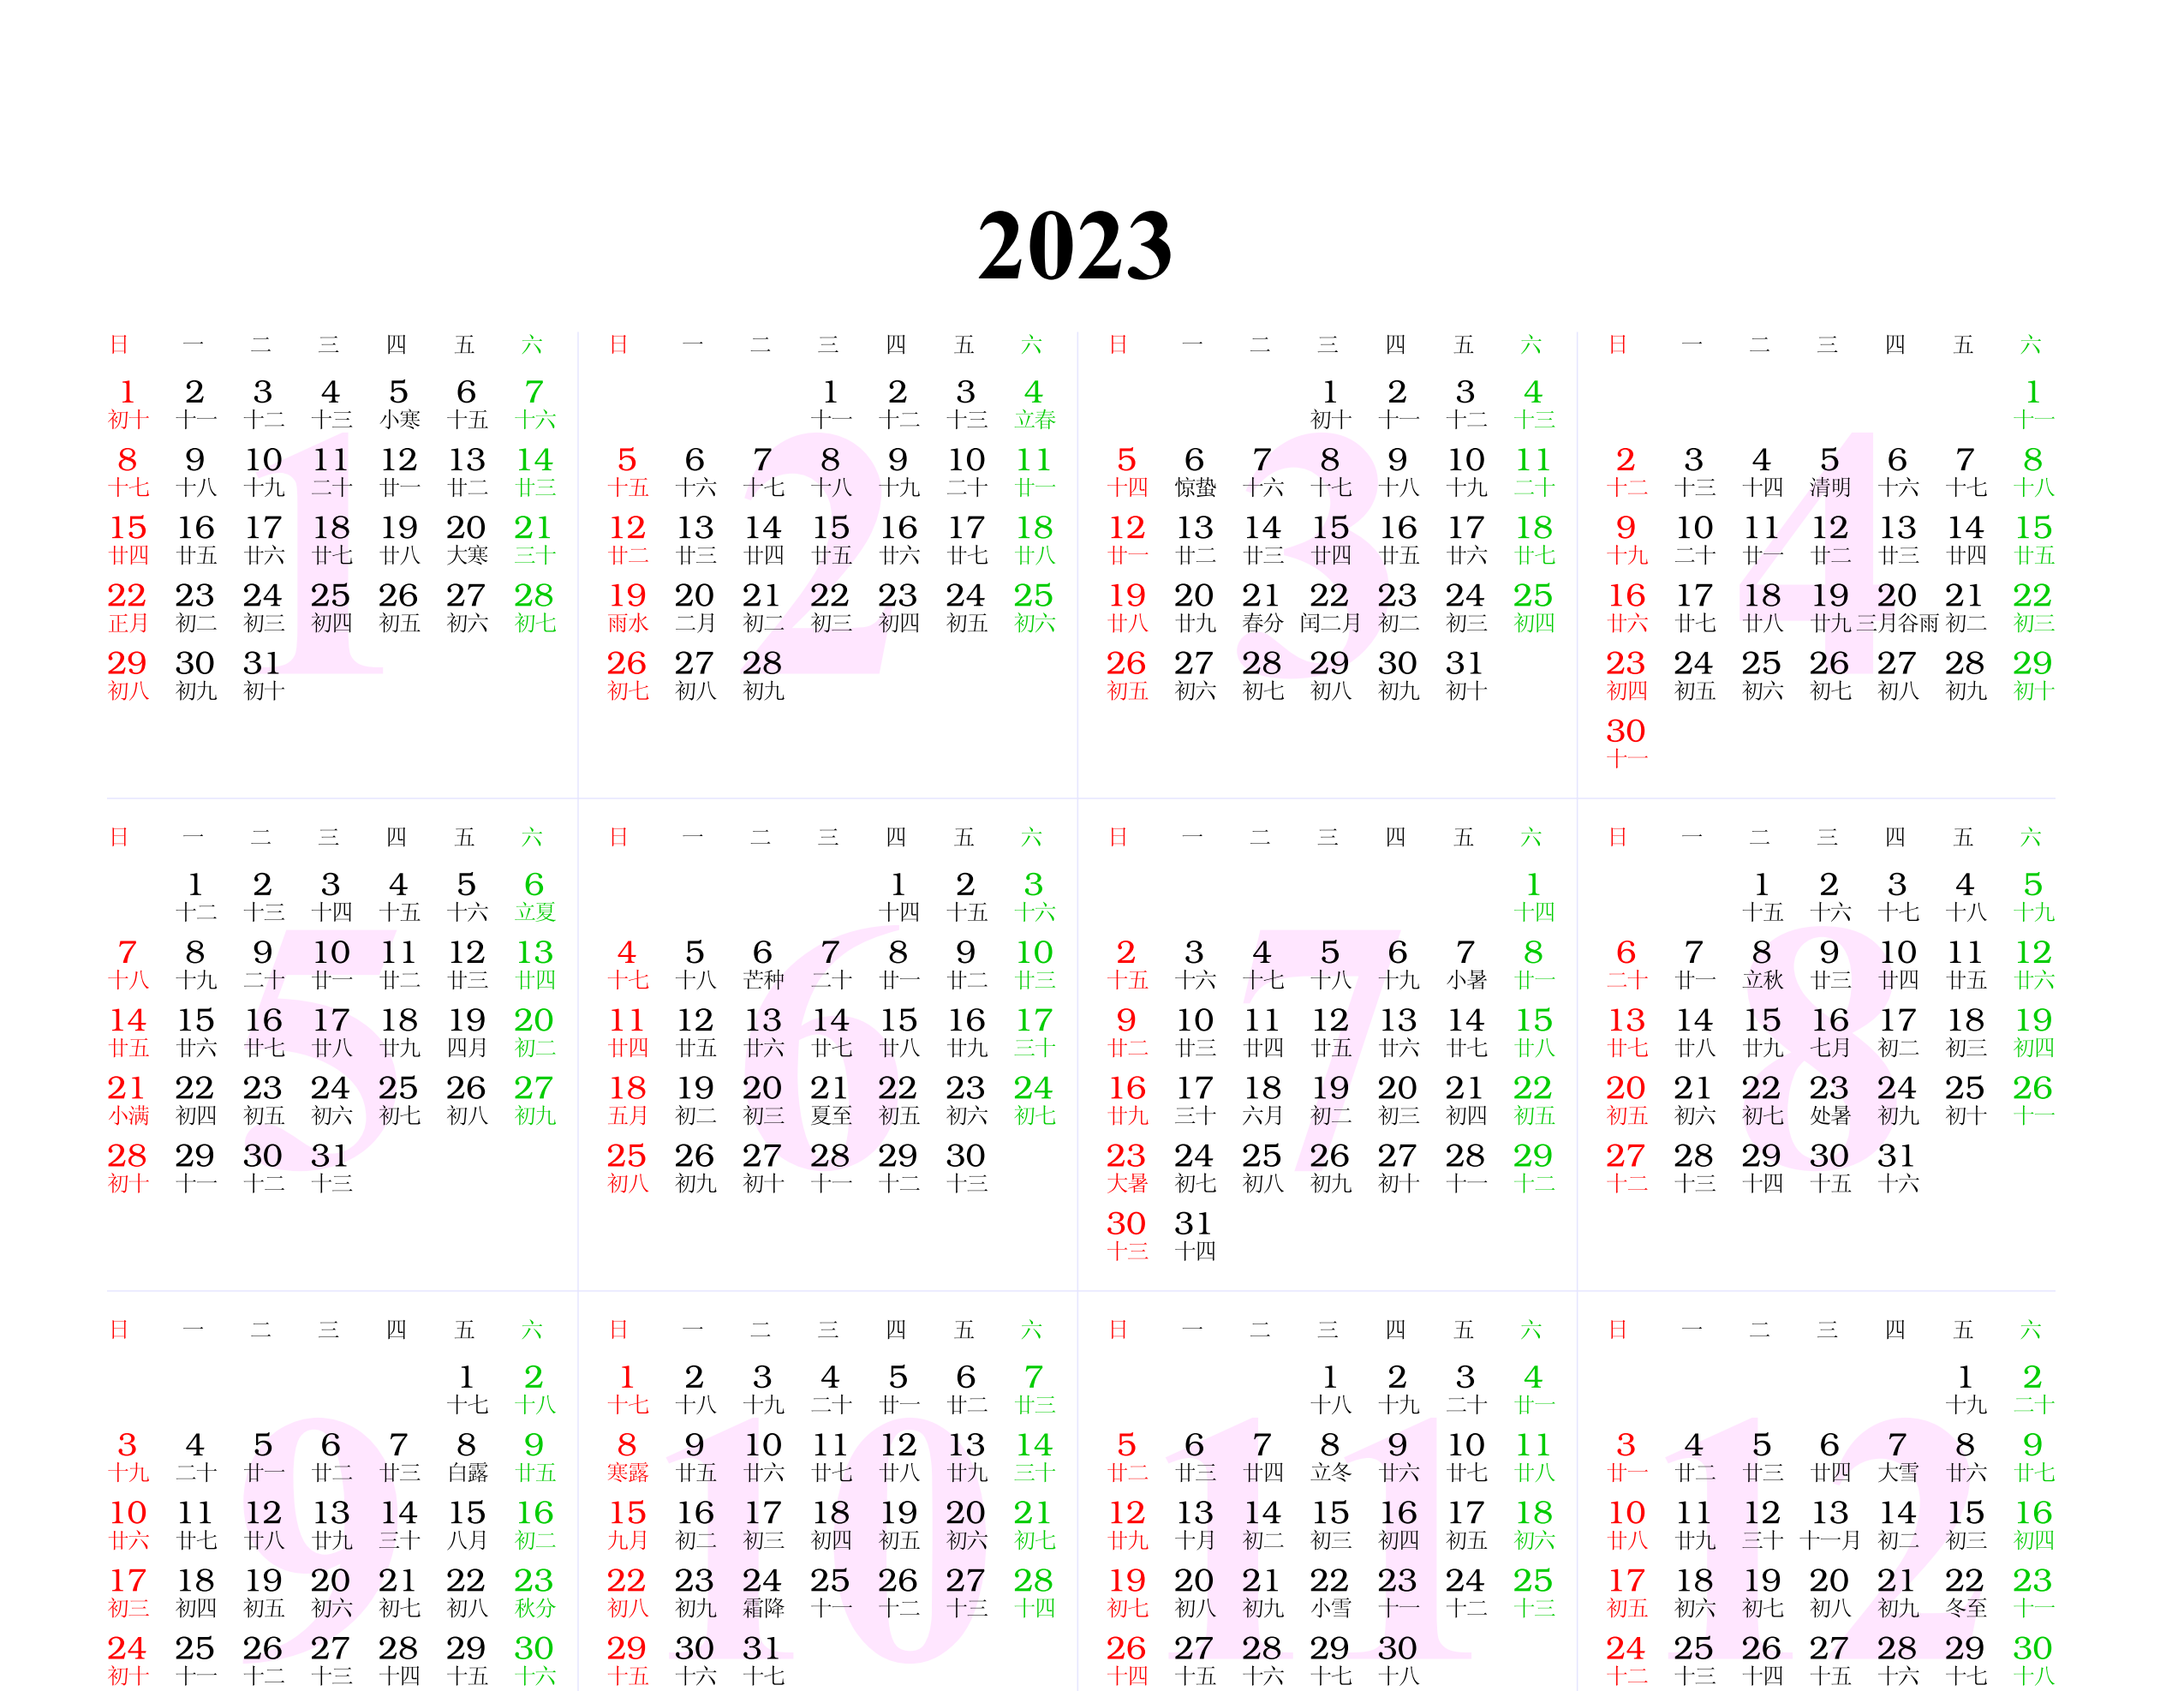 2023
日 一 二 三 四 五 六
1 2 3 4 5 6 7
初十 十一 十二 十三 小寒 十五 十六
8 9 10 11 12 13 14
十七 十八 十九 二十 廿一 廿二 廿三
15 16 17 18 19 20 21
廿四 廿五 廿六 廿七 廿八 大寒 三十
22 23 24 25 26 27 28
正月 初二 初三 初四 初五 初六 初七
29 30 31
初八 初九 初十
1
日 一 二 三 四 五 六
1 2 3 4
十一 十二 十三 立春
5 6 7 8 9 10 11
十五 十六 十七 十八 十九 二十 廿一
12 13 14 15 16 17 18
廿二 廿三 廿四 廿五 廿六 廿七 廿八
19 20 21 22 23 24 25
雨水 二月 初二 初三 初四 初五 初六
26 27 28
初七 初八 初九
2
日 一 二 三 四 五 六
1 2 3 4
初十 十一 十二 十三
5 6 7 8 9 10 11
十四 惊蛰 十六 十七 十八 十九 二十
12 13 14 15 16 17 18
廿一 廿二 廿三 廿四 廿五 廿六 廿七
19 20 21 22 23 24 25
廿八 廿九 春分 闰二月 初二 初三 初四
26 27 28 29 30 31
初五 初六 初七 初八 初九 初十
3
日 一 二 三 四 五 六
1
十一
2 3 4 5 6 7 8
十二 十三 十四 清明 十六 十七 十八
9 10 11 12 13 14 15
十九 二十 廿一 廿二 廿三 廿四 廿五
16 17 18 19 20 21 22
廿六 廿七 廿八 廿九 三月谷雨 初二 初三
23 24 25 26 27 28 29
初四 初五 初六 初七 初八 初九 初十
30
十一
4
日 一 二 三 四 五 六
1 2 3 4 5 6
十二 十三 十四 十五 十六 立夏
7 8 9 10 11 12 13
十八 十九 二十 廿一 廿二 廿三 廿四
14 15 16 17 18 19 20
廿五 廿六 廿七 廿八 廿九 四月 初二
21 22 23 24 25 26 27
小满 初四 初五 初六 初七 初八 初九
28 29 30 31
初十 十一 十二 十三
5
日 一 二 三 四 五 六
1 2 3
十四 十五 十六
4 5 6 7 8 9 10
十七 十八 芒种 二十 廿一 廿二 廿三
11 12 13 14 15 16 17
廿四 廿五 廿六 廿七 廿八 廿九 三十
18 19 20 21 22 23 24
五月 初二 初三 夏至 初五 初六 初七
25 26 27 28 29 30
初八 初九 初十 十一 十二 十三
6
日 一 二 三 四 五 六
1
十四
2 3 4 5 6 7 8
十五 十六 十七 十八 十九 小暑 廿一
9 10 11 12 13 14 15
廿二 廿三 廿四 廿五 廿六 廿七 廿八
16 17 18 19 20 21 22
廿九 三十 六月 初二 初三 初四 初五
23 24 25 26 27 28 29
大暑 初七 初八 初九 初十 十一 十二
30 31
十三 十四
7
日 一 二 三 四 五 六
1 2 3 4 5
十五 十六 十七 十八 十九
6 7 8 9 10 11 12
二十 廿一 立秋 廿三 廿四 廿五 廿六
13 14 15 16 17 18 19
廿七 廿八 廿九 七月 初二 初三 初四
20 21 22 23 24 25 26
初五 初六 初七 处暑 初九 初十 十一
27 28 29 30 31
十二 十三 十四 十五 十六
8
日 一 二 三 四 五 六
1 2
十七 十八
3 4 5 6 7 8 9
十九 二十 廿一 廿二 廿三 白露 廿五
10 11 12 13 14 15 16
廿六 廿七 廿八 廿九 三十 八月 初二
17 18 19 20 21 22 23
初三 初四 初五 初六 初七 初八 秋分
24 25 26 27 28 29 30
初十 十一 十二 十三 十四 十五 十六
9
日 一 二 三 四 五 六
1 2 3 4 5 6 7
十七 十八 十九 二十 廿一 廿二 廿三
8 9 10 11 12 13 14
寒露 廿五 廿六 廿七 廿八 廿九 三十
15 16 17 18 19 20 21
九月 初二 初三 初四 初五 初六 初七
22 23 24 25 26 27 28
初八 初九 霜降 十一 十二 十三 十四
29 30 31
十五 十六 十七
10
日 一 二 三 四 五 六
1 2 3 4
十八 十九 二十 廿一
5 6 7 8 9 10 11
廿二 廿三 廿四 立冬 廿六 廿七 廿八
12 13 14 15 16 17 18
廿九 十月 初二 初三 初四 初五 初六
19 20 21 22 23 24 25
初七 初八 初九 小雪 十一 十二 十三
26 27 28 29 30
十四 十五 十六 十七 十八
11
日 一 二 三 四 五 六
1 2
十九 二十
3 4 5 6 7 8 9
廿一 廿二 廿三 廿四 大雪 廿六 廿七
10 11 12 13 14 15 16
廿八 廿九 三十 十一月 初二 初三 初四
17 18 19 20 21 22 23
初五 初六 初七 初八 初九 冬至 十一
24 25 26 27 28 29 30
十二 十三 十四 十五 十六 十七 十八
12